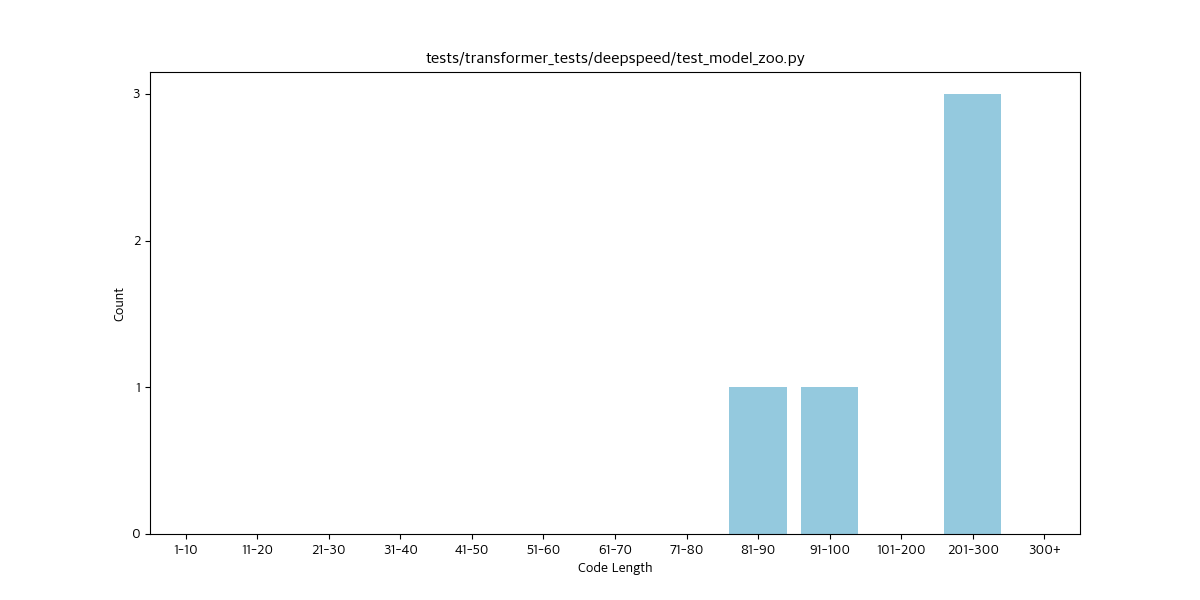 tests/transformer_tests/deepspeed/test_model_zoo.py
3
2
1
0
Count
1-10 11-20 21-30 31-40 41-50 51-60 61-70 71-80 81-90 91-100 101-200 201-300 300+
Code Length